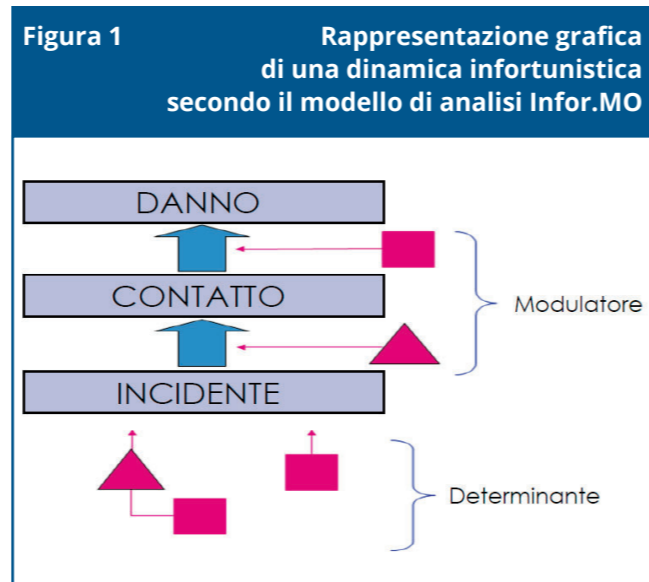 Figura 1
Rappresentazione grafica
di una dinamica infortunistica
secondo il modello di analisi Infor.MO
DANNO
CONTATTO
Modulatore
INCIDENTE
Determinante